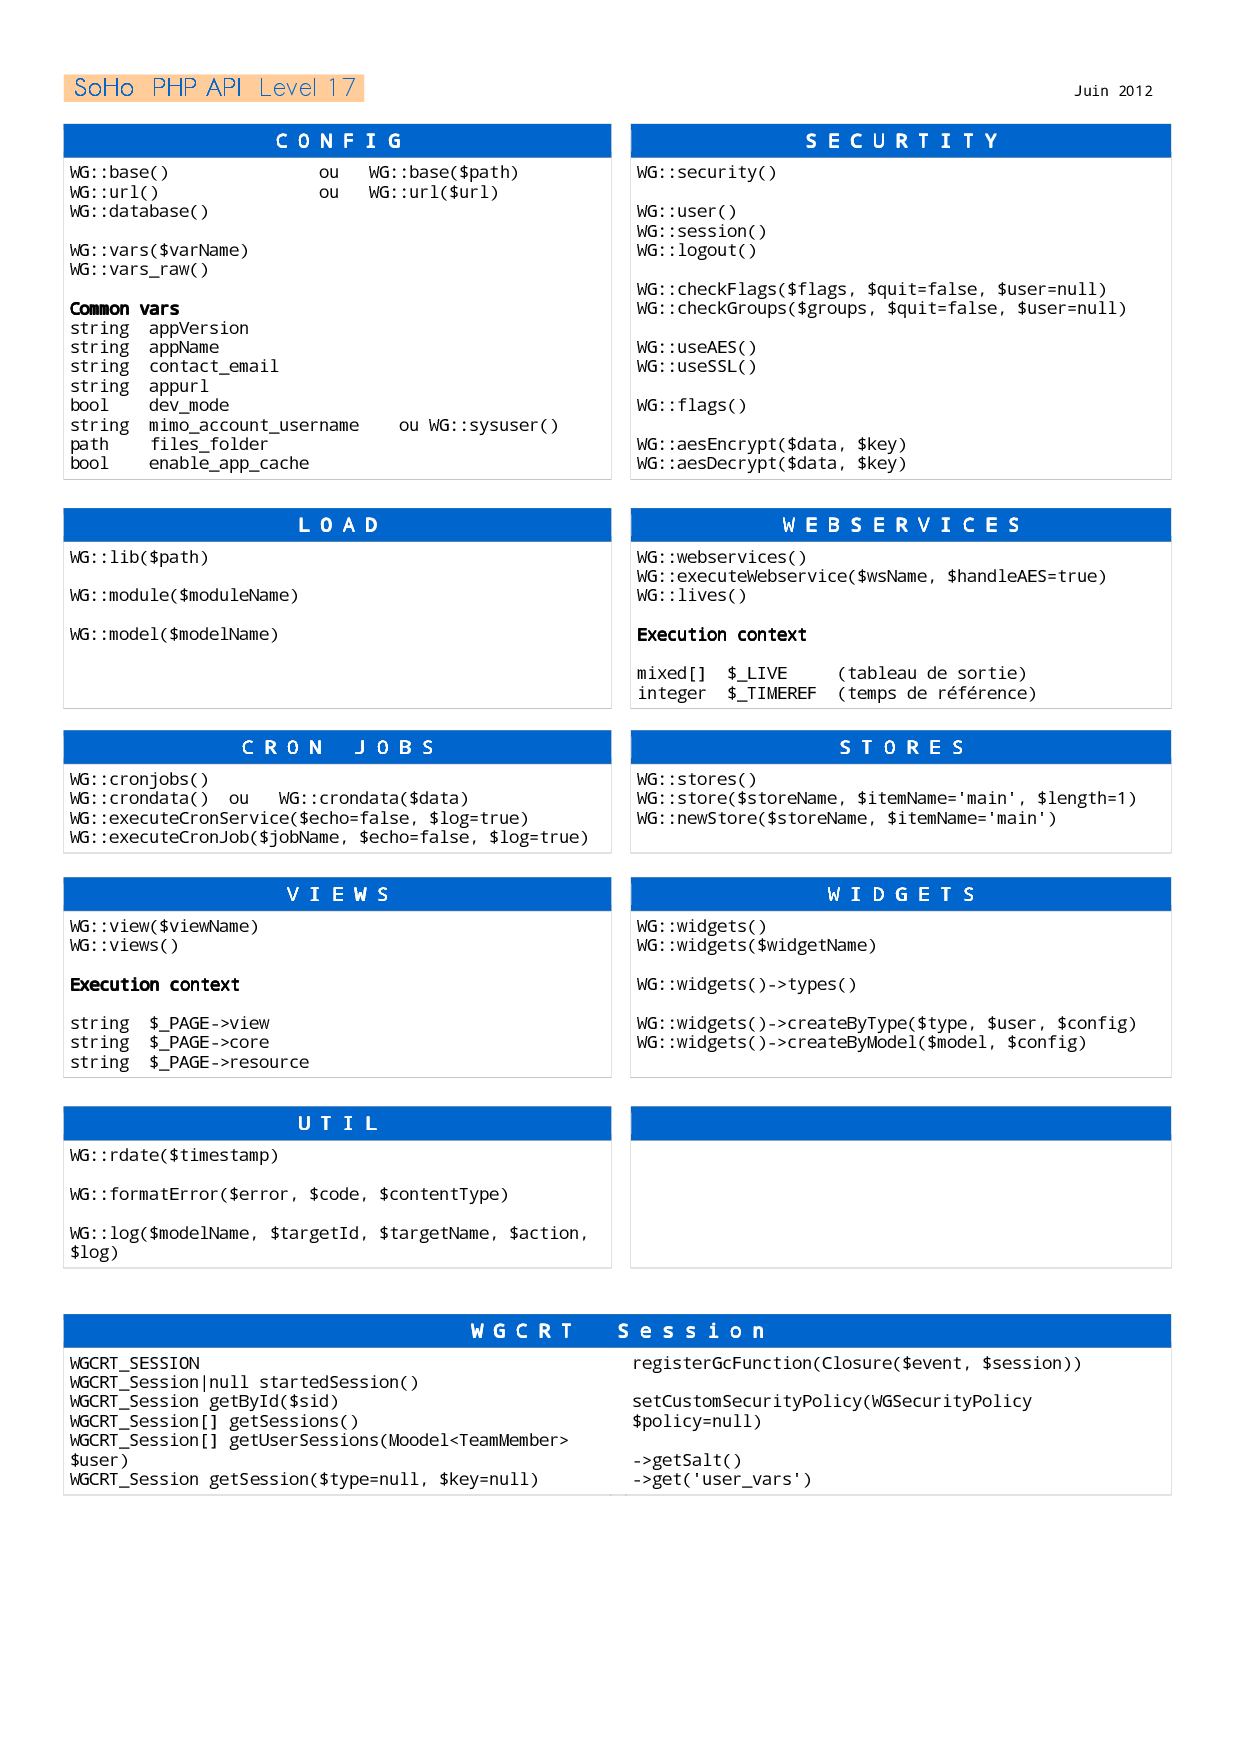 SoHo PHP API Level 17
Juin 2012
CONFIG
WG::base() ou WG::base($path)
WG::url() ou WG::url($url)
WG::database()
WG::vars($varName)
WG::vars_raw()
Common vars
string appVersion
string appName
string contact_email
string appurl
bool dev_mode
string mimo_account_username ou WG::sysuser()
path files_folder
bool enable_app_cache
SECURTITY
WG::security()
WG::user()
WG::session()
WG::logout()
WG::checkFlags($flags, $quit=false, $user=null)
WG::checkGroups($groups, $quit=false, $user=null)
WG::useAES()
WG::useSSL()
WG::flags()
WG::aesEncrypt($data, $key)
WG::aesDecrypt($data, $key)
LOAD
WG::lib($path)
WG::module($moduleName)
WG::model($modelName)
WEBSERVICES
WG::webservices()
WG::executeWebservice($wsName, $handleAES=true)
WG::lives()
Execution context
mixed[] $_LIVE (tableau de sortie)
integer $_TIMEREF (temps de référence)
CRON JOBS
WG::cronjobs()
WG::crondata() ou WG::crondata($data)
WG::executeCronService($echo=false, $log=true)
WG::executeCronJob($jobName, $echo=false, $log=true)
STORES
WG::stores()
WG::store($storeName, $itemName='main', $length=1)
WG::newStore($storeName, $itemName='main')
VIEWS
WG::view($viewName)
WG::views()
Execution context
string $_PAGE->view
string $_PAGE->core
string $_PAGE->resource
WIDGETS
WG::widgets()
WG::widgets($widgetName)
WG::widgets()->types()
WG::widgets()->createByType($type, $user, $config)
WG::widgets()->createByModel($model, $config)
UTIL
WG::rdate($timestamp)
WG::formatError($error, $code, $contentType)
WG::log($modelName, $targetId, $targetName, $action,
$log)
WGCRT Session
WGCRT_SESSION
WGCRT_Session|null startedSession()
WGCRT_Session getById($sid)
WGCRT_Session[] getSessions()
WGCRT_Session[] getUserSessions(Moodel<TeamMember>
$user)
WGCRT_Session getSession($type=null, $key=null)
registerGcFunction(Closure($event, $session))
setCustomSecurityPolicy(WGSecurityPolicy
$policy=null)
->getSalt()
->get('user_vars')